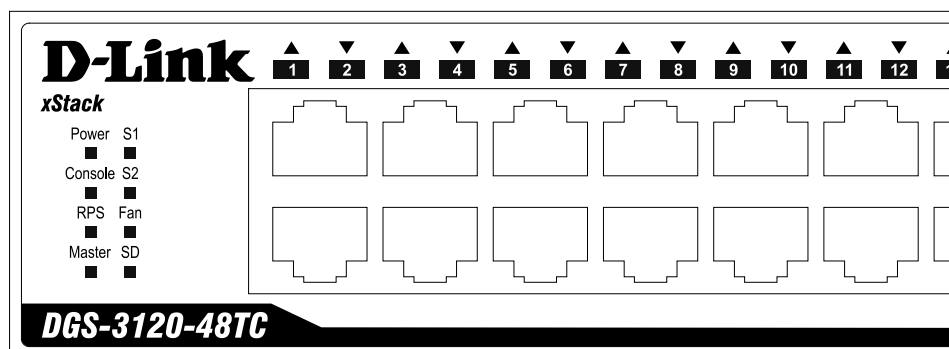 D-Link
xStack
1 2 3 4 5 6 7 8 9 10 11 12
Power S1
Console S2
RPS Fan
Master SD
DGS-3120-48TC